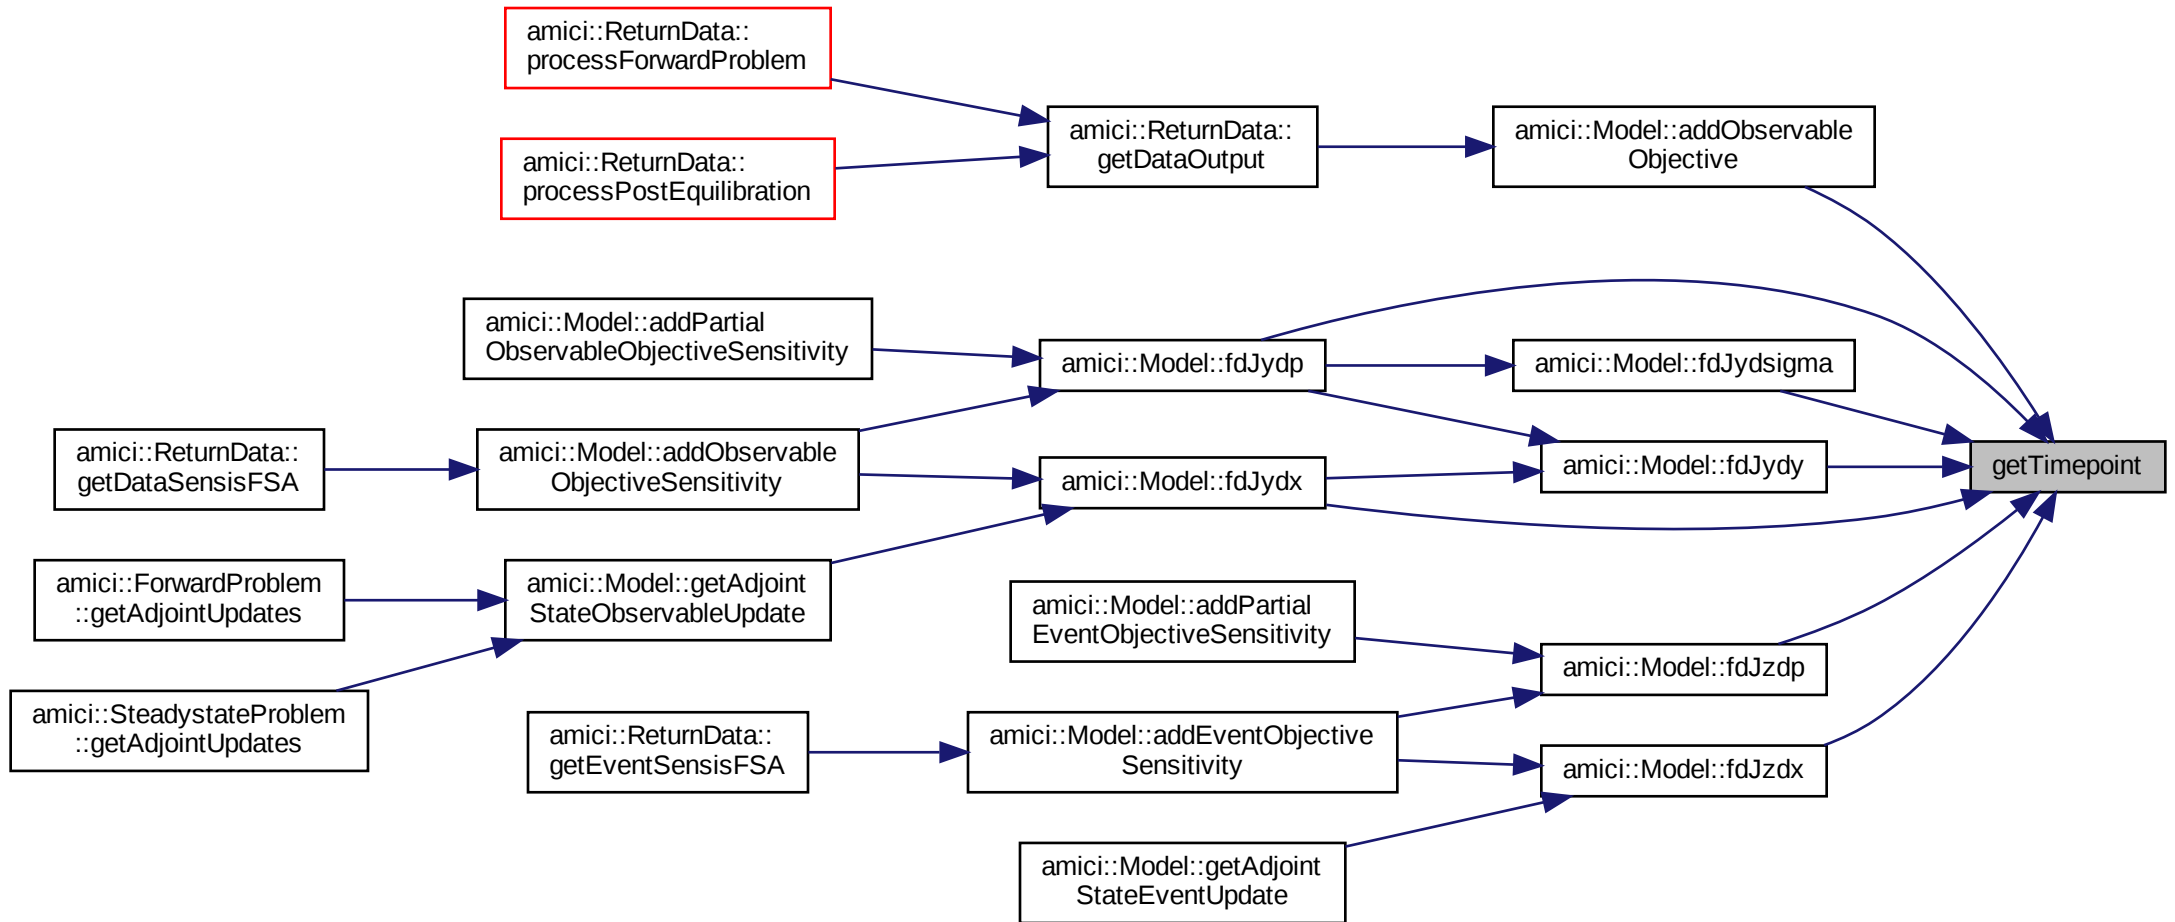 amici::ReturnData::
processForwardProblem
amici::ReturnData::
getDataOutput
amici::Model::addObservable
Objective
amici::ReturnData::
processPostEquilibration
amici::Model::addPartial
ObservableObjectiveSensitivity
amici::Model::fdJydp
amici::Model::fdJydsigma
amici::ReturnData::
getDataSensisFSA
amici::Model::addObservable
ObjectiveSensitivity
amici::Model::fdJydx
amici::Model::fdJydy
getTimepoint
amici::ForwardProblem
::getAdjointUpdates
amici::Model::getAdjoint
StateObservableUpdate
amici::Model::addPartial
EventObjectiveSensitivity
amici::Model::fdJzdp
amici::SteadystateProblem
::getAdjointUpdates
amici::ReturnData::
getEventSensisFSA
amici::Model::addEventObjective
Sensitivity
amici::Model::fdJzdx
amici::Model::getAdjoint
StateEventUpdate